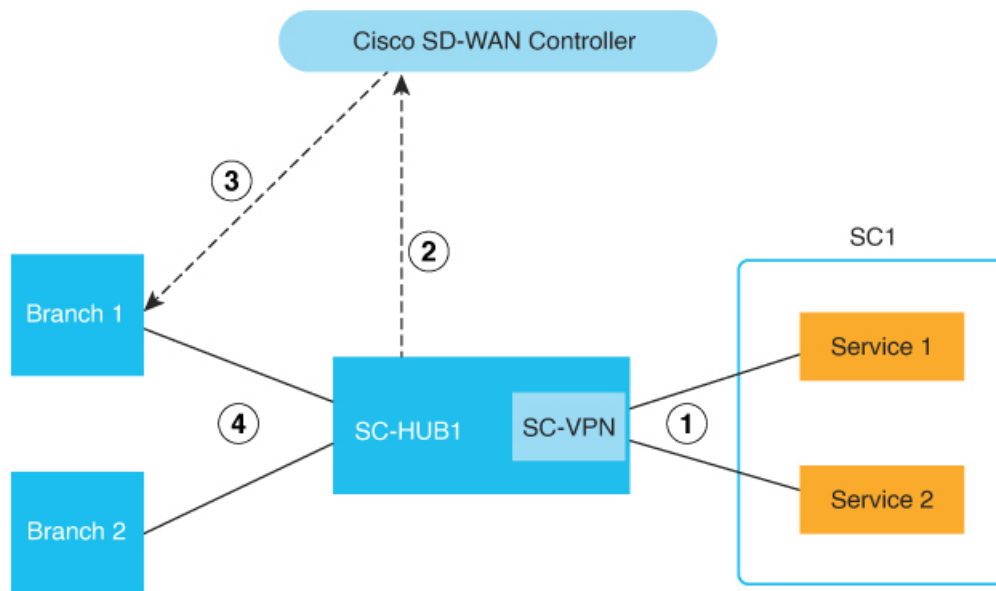 Cisco SD-WAN Controller
3
2
SC1
Branch 1
Service 1
4
SC-HUB1
SC-VPN
1
Branch 2
Service 2